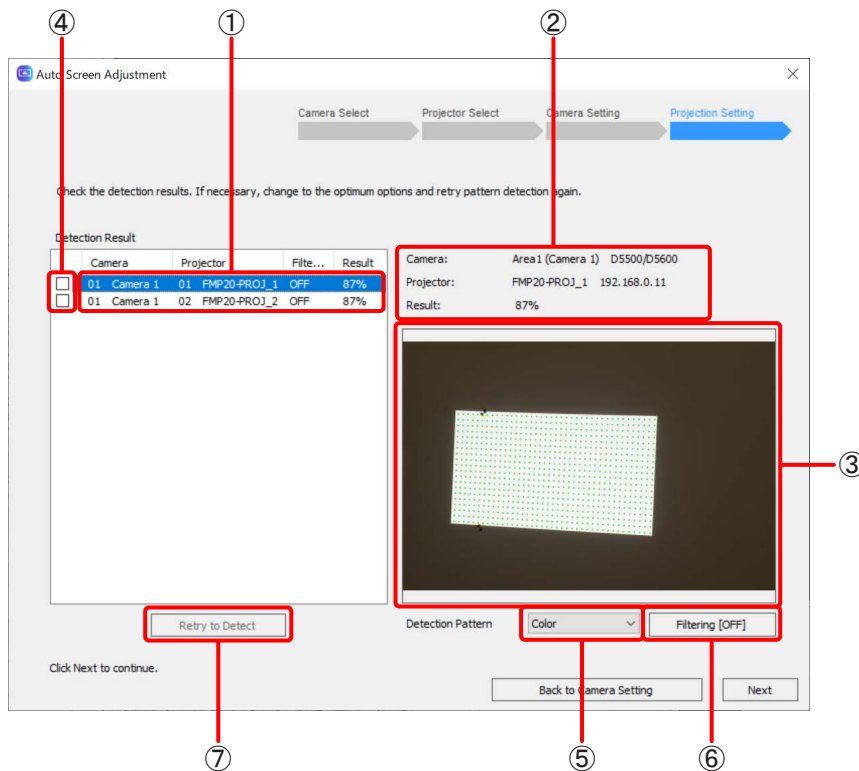 ④ ① ②
Auto Screen Adjustment
Camera Select Projector Select Camera Setting Projection Setting
Check the detection results. If necessary, change to the optimum options and retry pattern detection again.
Detection Result
Camera Projector Filte... Result
01 Camera 1 01 FMP20-PROJ_1 OFF 87%
01 Camera 1 02 FMP20-PROJ_2 OFF 87%
Camera: Area1 (Camera 1) D5500/D5600
Projector: FMP20-PROJ_1 192.168.0.11
Result: 87%
③
Retry to Detect
Detection Pattern Color Filtering [OFF]
Click Next to continue.
Back to Camera Setting Next
⑦ ⑤ ⑥